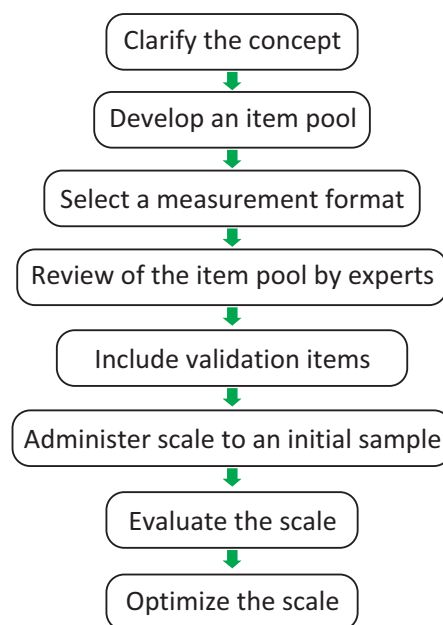 Clarify the concept
Develop an item pool
Select a measurement format
Review of the item pool by experts
Include validation items
Administer scale to an initial sample
Evaluate the scale
Optimize the scale